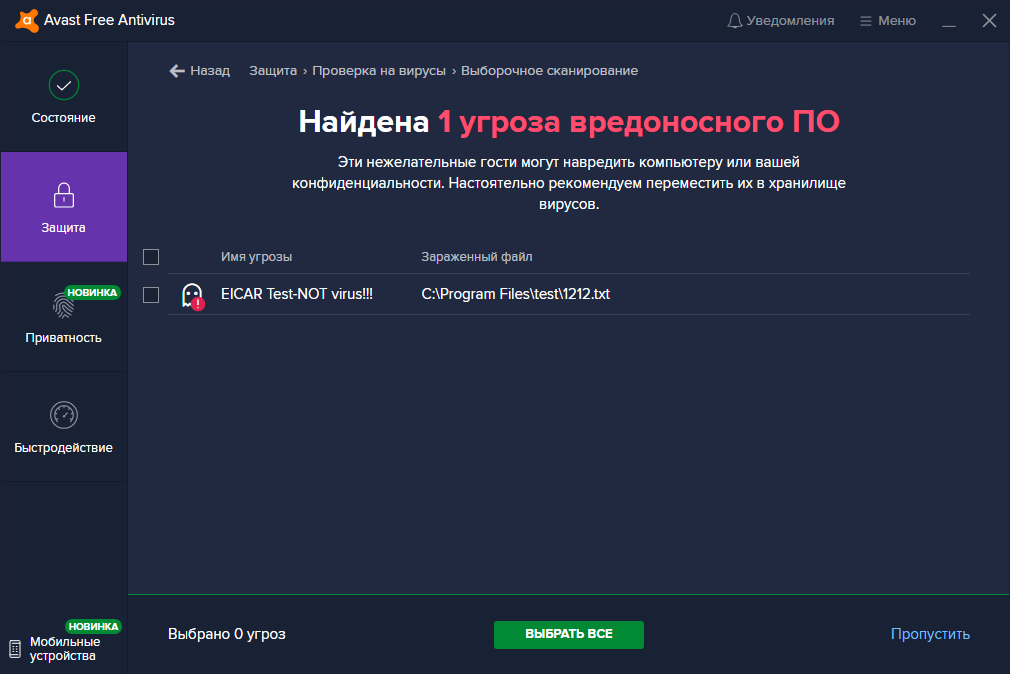 Avast Free Antivirus
Уведомления
Меню
Состояние
Защита
НОВИНКА
Приватность
Быстродействие
НОВИНКА
Мобильные
устройства
Назад
Защита › Проверка на вирусы › Выборочное сканирование
Найдена 1 угроза вредоносного ПО
Эти нежелательные гости могут навредить компьютеру или вашей
конфиденциальности. Настоятельно рекомендуем переместить их в хранилище
вирусов.
Имя угрозы Зараженный файл
EICAR Test-NOT virus!!! C:\Program Files\test\1212.txt
Выбрано 0 угроз
ВЫБРАТЬ ВСЕ
Пропустить